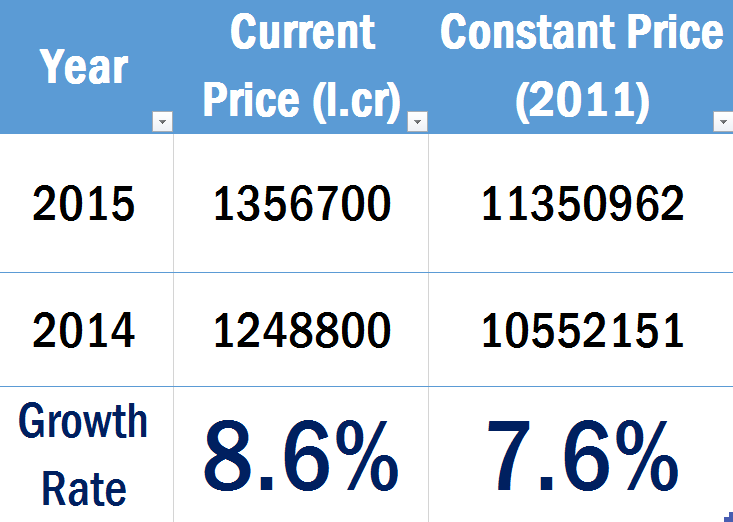 Year
Current
Price (l.cr)
Constant Price
(2011)
2015 1356700 11350962
2014 1248800 10552151
Growth
Rate
8.6% 7.6%